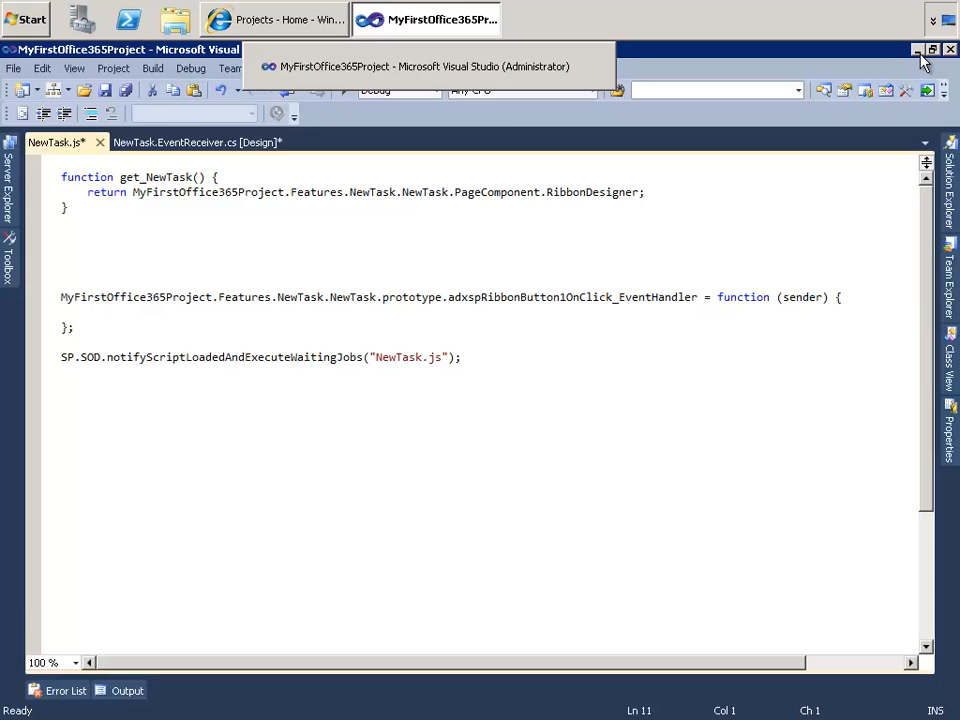 Start
Projects - Home - Win...
MyFirstOffice365Pr...
MyFirstOffice365Project - Microsoft Visual
MyFirstOffice365Project - Microsoft Visual Studio (Administrator)
File Edit View Project Build Debug Team
NewTask.js* NewTask.EventReceiver.cs [Design]*
function get_NewTask() {
return MyFirstOffice365Project.Features.NewTask.NewTask.PageComponent.RibbonDesigner;
}
MyFirstOffice365Project.Features.NewTask.NewTask.prototype.adxspRibbonButton1OnClick_EventHandler = function (sender) {
};
SP.SOD.notifyScriptLoadedAndExecuteWaitingJobs("NewTask.js");
Server Explorer
Toolbox
Solution Explorer
Team Explorer
Class View
Properties
100 %
Error List Output
Ready Ln 11 Col 1 Ch 1 INS